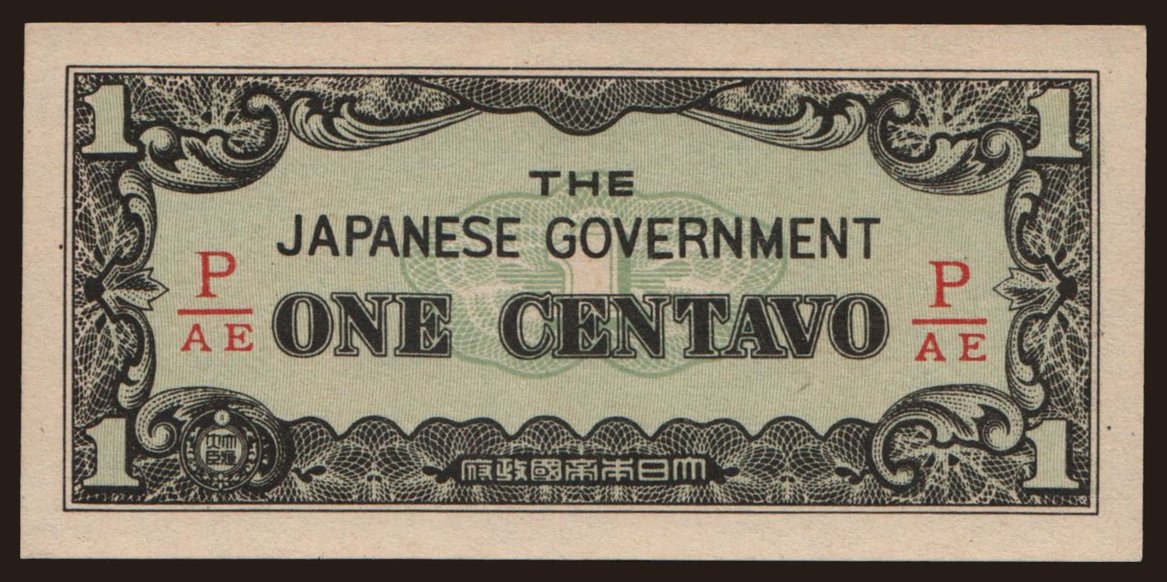 1 1
THE
JAPANESE GOVERNMENT
P P
AE AE
ONE CENTAVO
1 1
大日本帝國政府